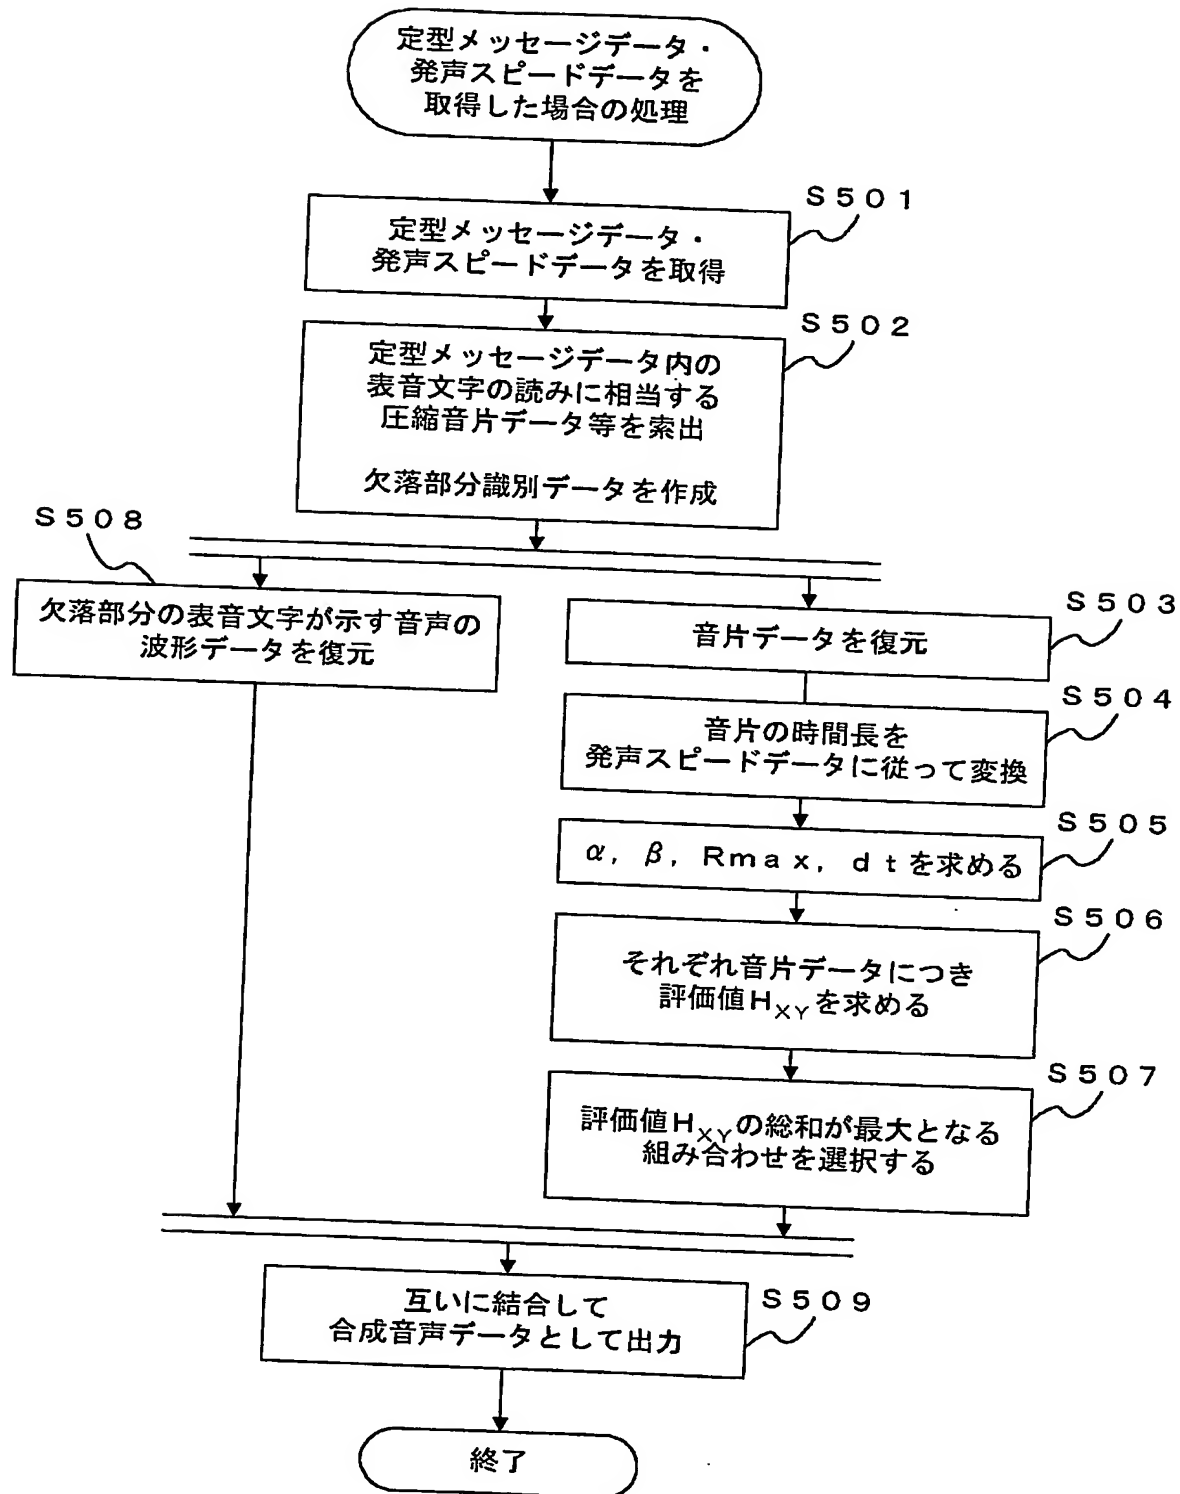 定型メッセージデータ・
発声スピードデータを
取得した場合の処理
S501
定型メッセージデータ・
発声スピードデータを取得
S502
定型メッセージデータ内の
表音文字の読みに相当する
圧縮音片データ等を索出
欠落部分識別データを作成
S508
欠落部分の表音文字が示す音声の
波形データを復元
S503
音片データを復元
S504
音片の時間長を
発声スピードデータに従って変換
S505
α, β, Rmax, dtを求める
S506
それぞれ音片データにつき
評価値HXYを求める
S507
評価値HXYの総和が最大となる
組み合わせを選択する
S509
互いに結合して
合成音声データとして出力
終了